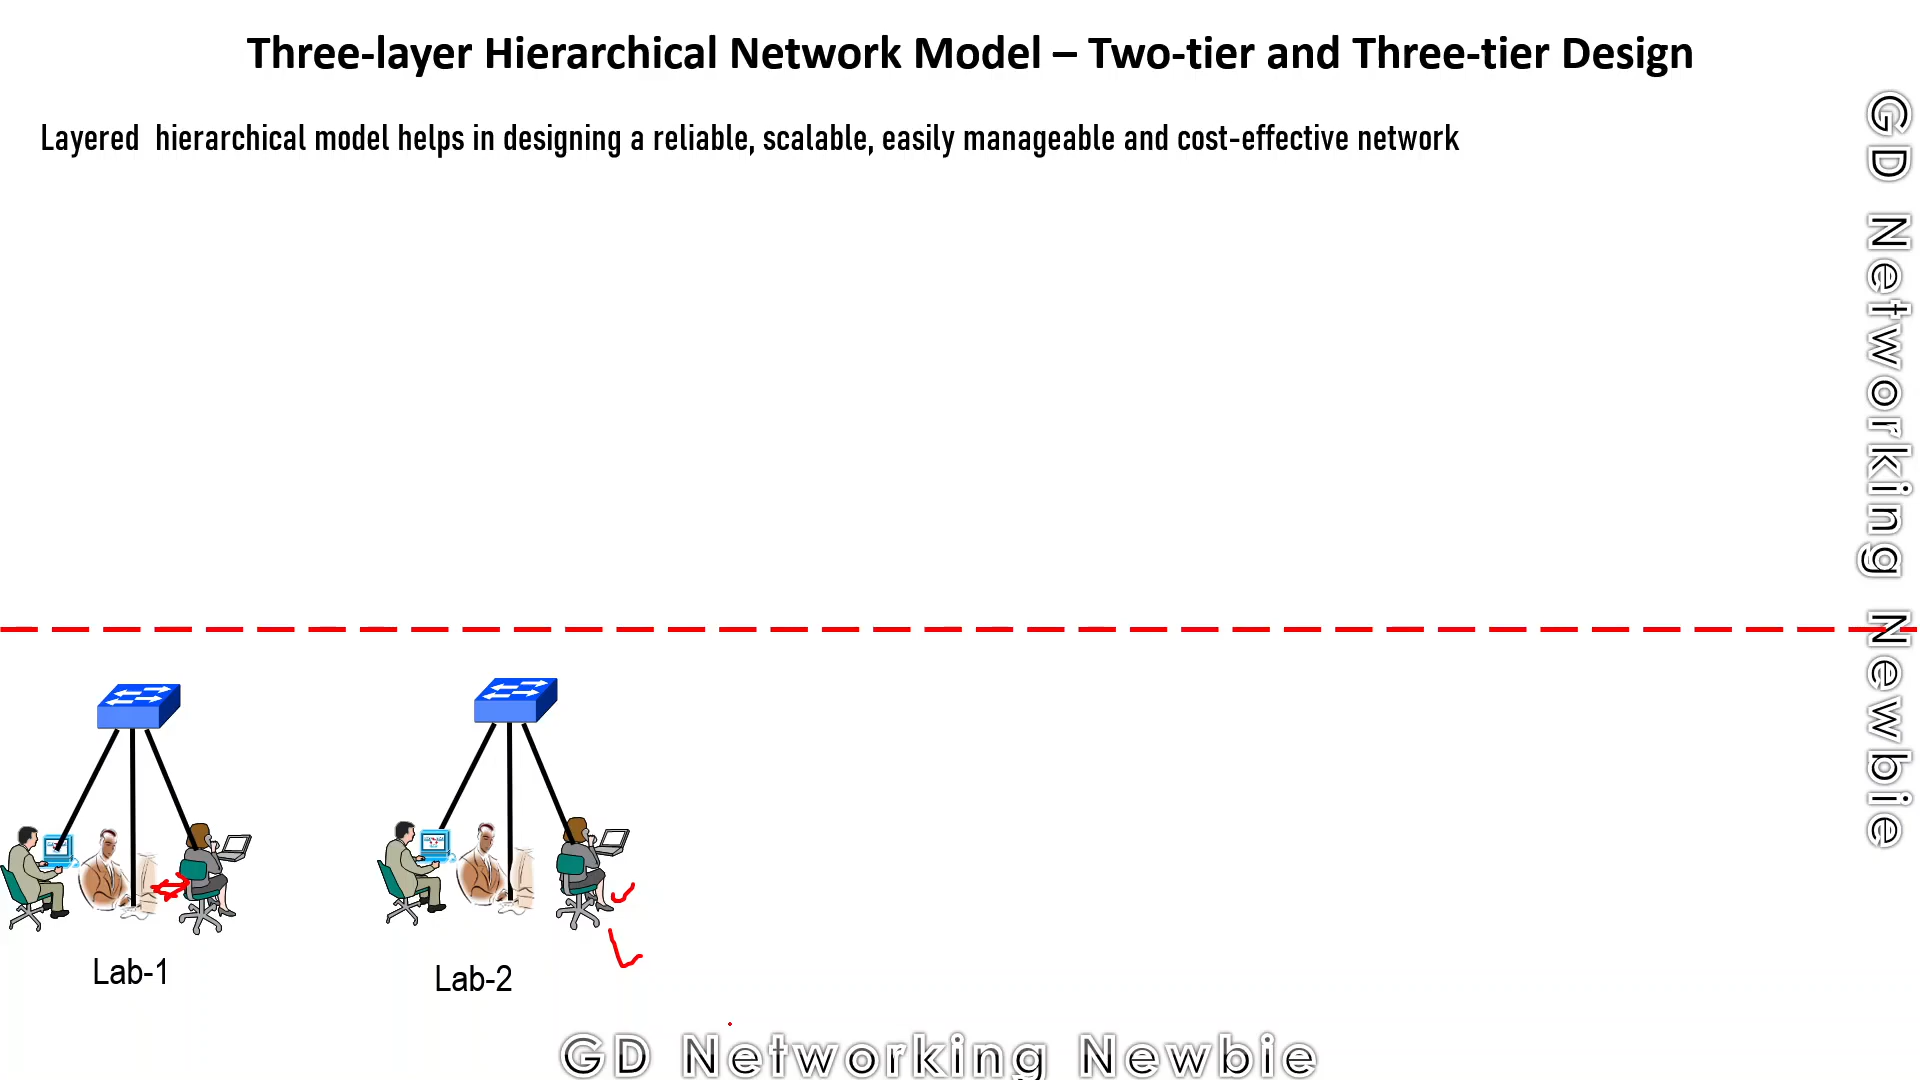 Three-layer Hierarchical Network Model – Two-tier and Three-tier Design
Layered hierarchical model helps in designing a reliable, scalable, easily manageable and cost-effective network
GD Networking Newbie
Lab-1
Lab-2
GD Networking Newbie